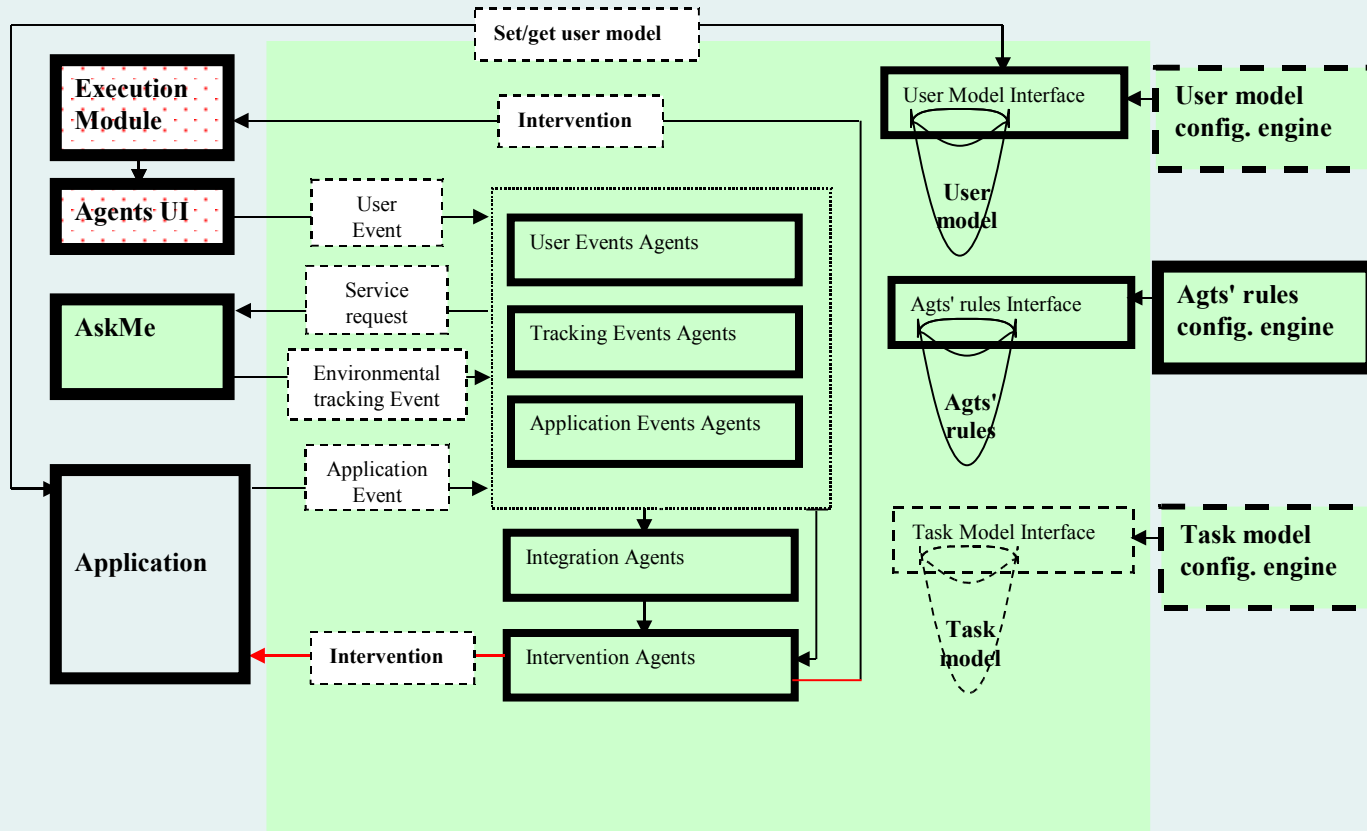 Set/get user model
Execution
Module
Intervention
User Model Interface
User model
config. engine
User
model
Agents UI
User
Event
User Events Agents
Service
request
AskMe
Tracking Events Agents
Environmental
tracking Event
Application Events Agents
Agts' rules Interface
Agts' rules
config. engine
Agts'
rules
Application
Event
Application
Integration Agents
Task Model Interface
Task model
config. engine
Task
model
Intervention
Intervention Agents